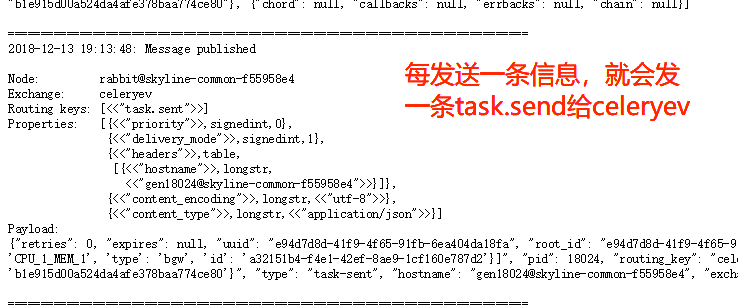 "b1e915d00a524da4afe378baa774ce80"}, {"chord": null, "callbacks": null, "errbacks": null, "chain": null}]
================================================================
2018-12-13 19:13:48: Message published
Node: rabbit@skyline-common-f55958e4
Exchange: celeryev
Routing keys: [<<"task.sent">>]
Properties: [{<<"priority">>,signedint,0},
{<<"delivery_mode">>,signedint,1},
{<<"headers">>,table,
[{<<"hostname">>,longstr,
<<"gen18024@skyline-common-f55958e4">>}]},
{<<"content_encoding">>,longstr,<<"utf-8">>},
{<<"content_type">>,longstr,<<"application/json">>}]
Payload:
{"retries": 0, "expires": null, "uuid": "e94d7d8d-41f9-4f65-91fb-6ea404da18fa", "root_id": "e94d7d8d-41f9-4f65-9
'CPU_1_MEM_1', 'type': 'bgw', 'id': 'a32151b4-f4e1-42ef-8ae9-1cf160e787d2'}]", "pid": 18024, "routing_key": "cele
'b1e915d00a524da4afe378baa774ce80'}", "type": "task-sent", "hostname": "gen18024@skyline-common-f55958e4", "exch
================================================================
每发送一条信息，就会发
一条task.send给celeryev